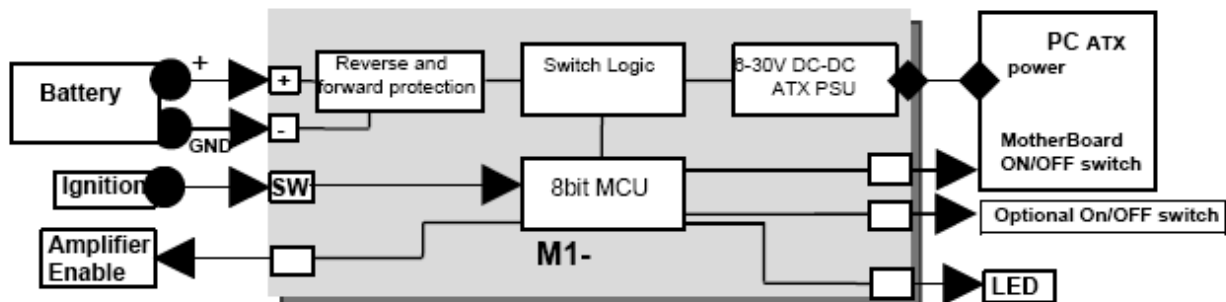 Battery
+
GND
Ignition
Amplifier
Enable
+
-
SW
Reverse and
forward protection
Switch Logic
6-30V DC-DC
ATX PSU
8bit MCU
M1-
PC ATX
power
MotherBoard
ON/OFF switch
Optional On/OFF switch
LED